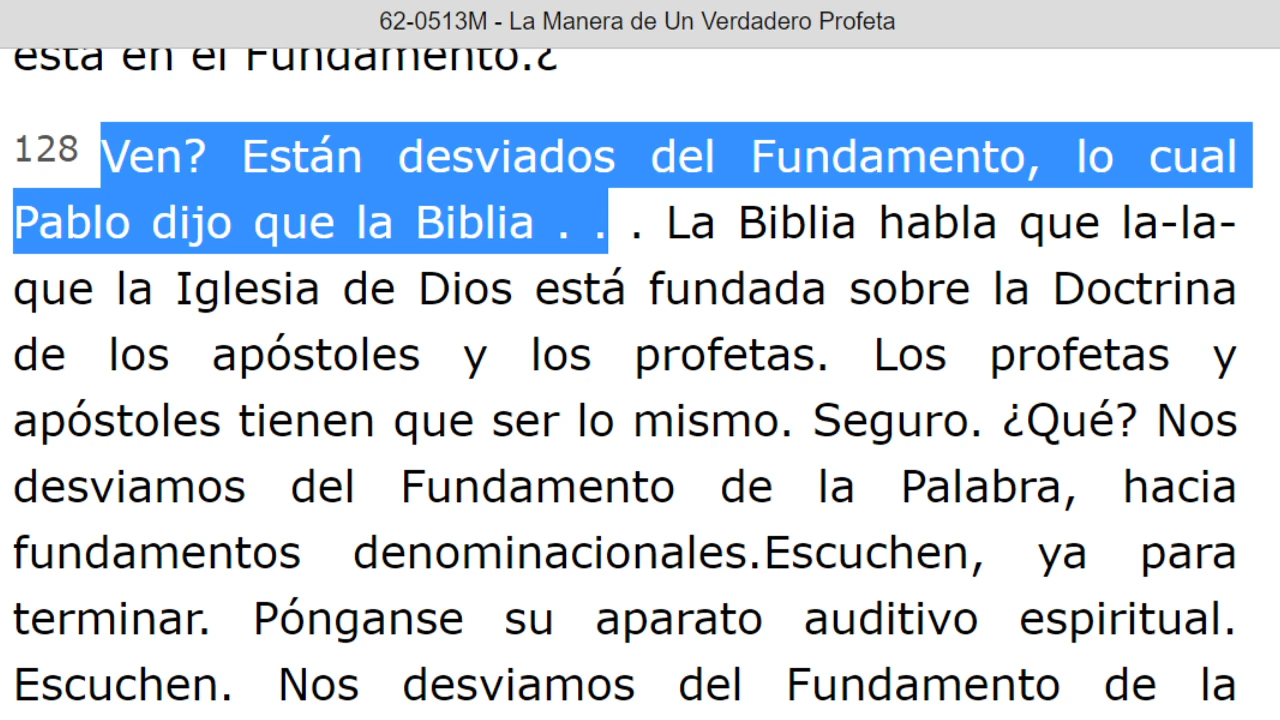 62-0513M - La Manera de Un Verdadero Profeta
está en el Fundamento.¿
128 Ven? Están desviados del Fundamento, lo cual
Pablo dijo que la Biblia . . . La Biblia habla que la-la-
que la Iglesia de Dios está fundada sobre la Doctrina
de los apóstoles y los profetas. Los profetas y
apóstoles tienen que ser lo mismo. Seguro. ¿Qué? Nos
desviamos del Fundamento de la Palabra, hacia
fundamentos denominacionales.Escuchen, ya para
terminar. Pónganse su aparato auditivo espiritual.
Escuchen. Nos desviamos del Fundamento de la